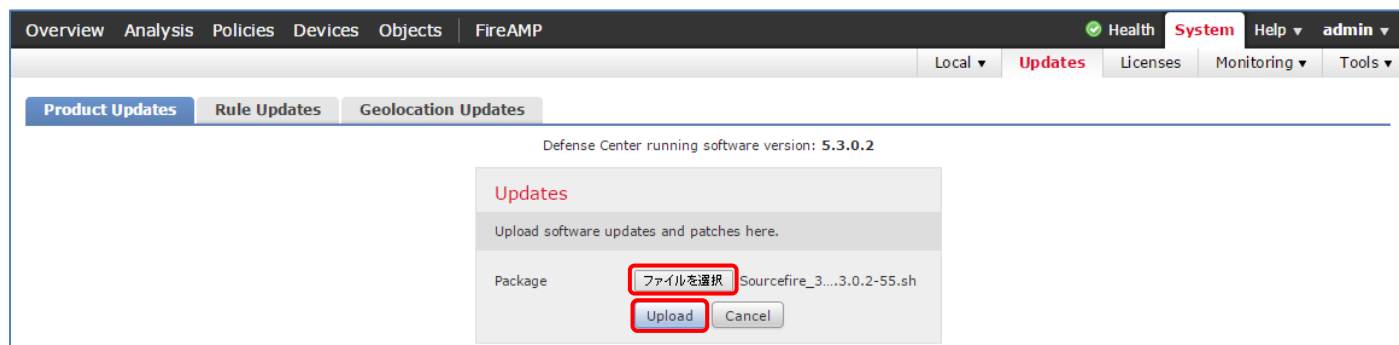 Overview Analysis Policies Devices Objects FireAMP Health System Help ▼ admin ▼
Local ▼ Updates Licenses Monitoring ▼ Tools ▼
Product Updates Rule Updates Geolocation Updates
Defense Center running software version: 5.3.0.2
Updates
Upload software updates and patches here.
Package ファイルを選択 Sourcefire_3....3.0.2-55.sh
Upload Cancel